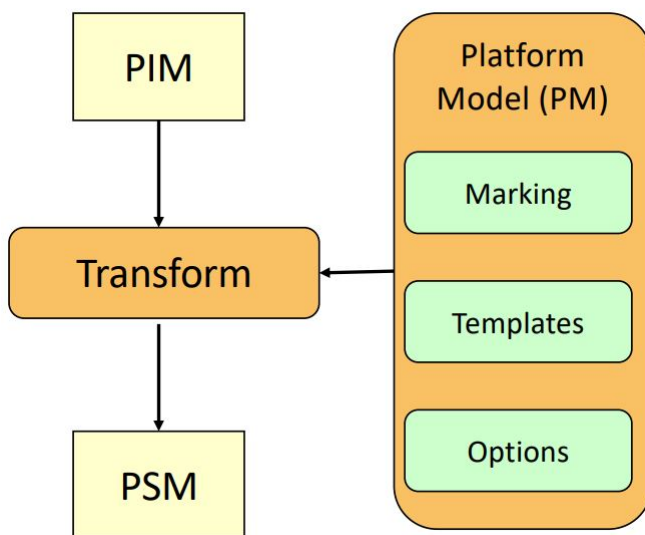 PIM
Transform
PSM
Platform
Model (PM)
Marking
Templates
Options